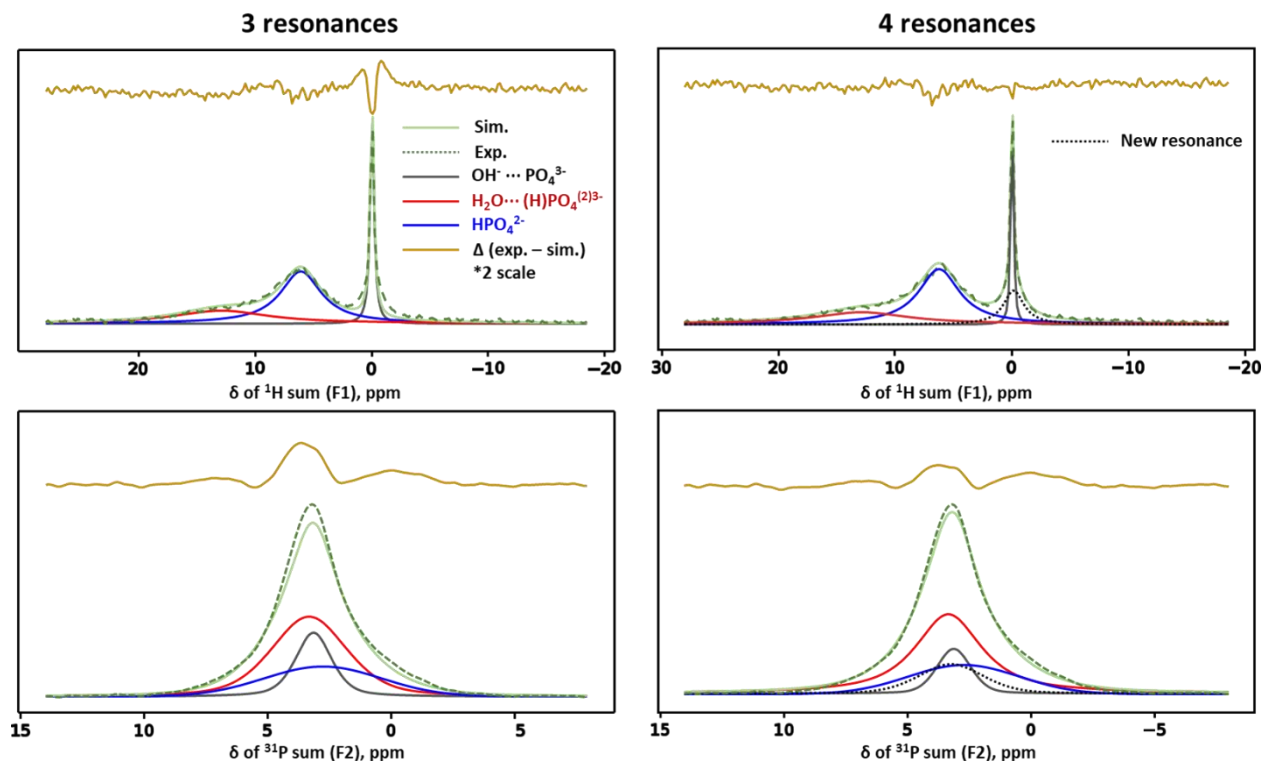 3 resonances
4 resonances
Sim.
Exp.
OH⁻ ··· PO₄³⁻
H₂O··· (H)PO₄⁽²⁾³⁻
HPO₄²⁻
Δ (exp. – sim.)
*2 scale
New resonance
20 10 0 −10 −20
30 20 10 0 −10 −20
δ of ¹H sum (F1), ppm
δ of ¹H sum (F1), ppm
15 10 5 0 5
15 10 5 0 −5
δ of ³¹P sum (F2), ppm
δ of ³¹P sum (F2), ppm